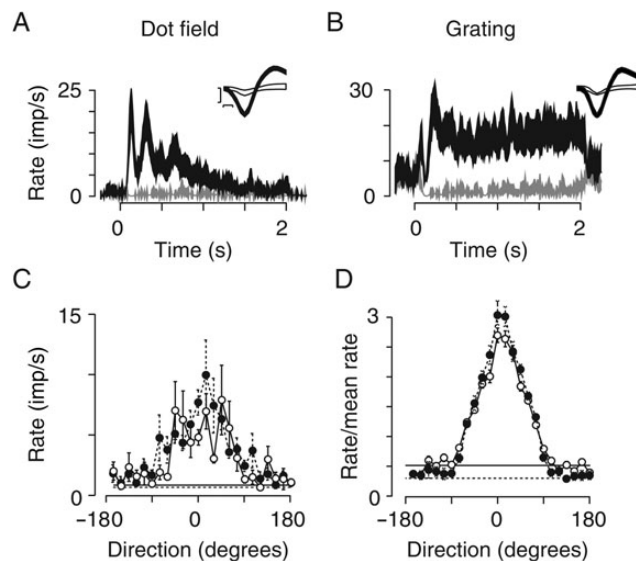 A
Dot field
B
Grating
25
Rate (imp/s)
0
0
2
Time (s)
30
0
0
2
Time (s)
C
15
Rate (imp/s)
0
−180
0
180
Direction (degrees)
D
3
Rate/mean rate
0
−180
0
180
Direction (degrees)